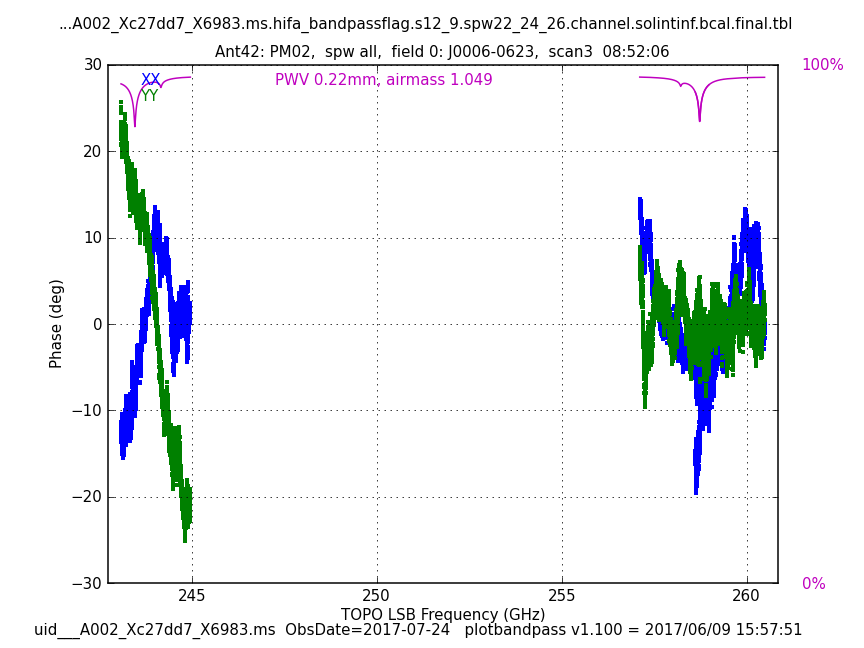 ...A002_Xc27dd7_X6983.ms.hifa_bandpassflag.s12_9.spw22_24_26.channel.solintinf.bcal.final.tbl
Ant42: PM02, spw all, field 0: J0006-0623, scan3 08:52:06
30
100%
XX
PWV 0.22mm, airmass 1.049
YY
20
10
0
Phase (deg)
−10
−20
−30
0%
245
250
255
260
TOPO LSB Frequency (GHz)
uid___A002_Xc27dd7_X6983.ms ObsDate=2017-07-24 plotbandpass v1.100 = 2017/06/09 15:57:51